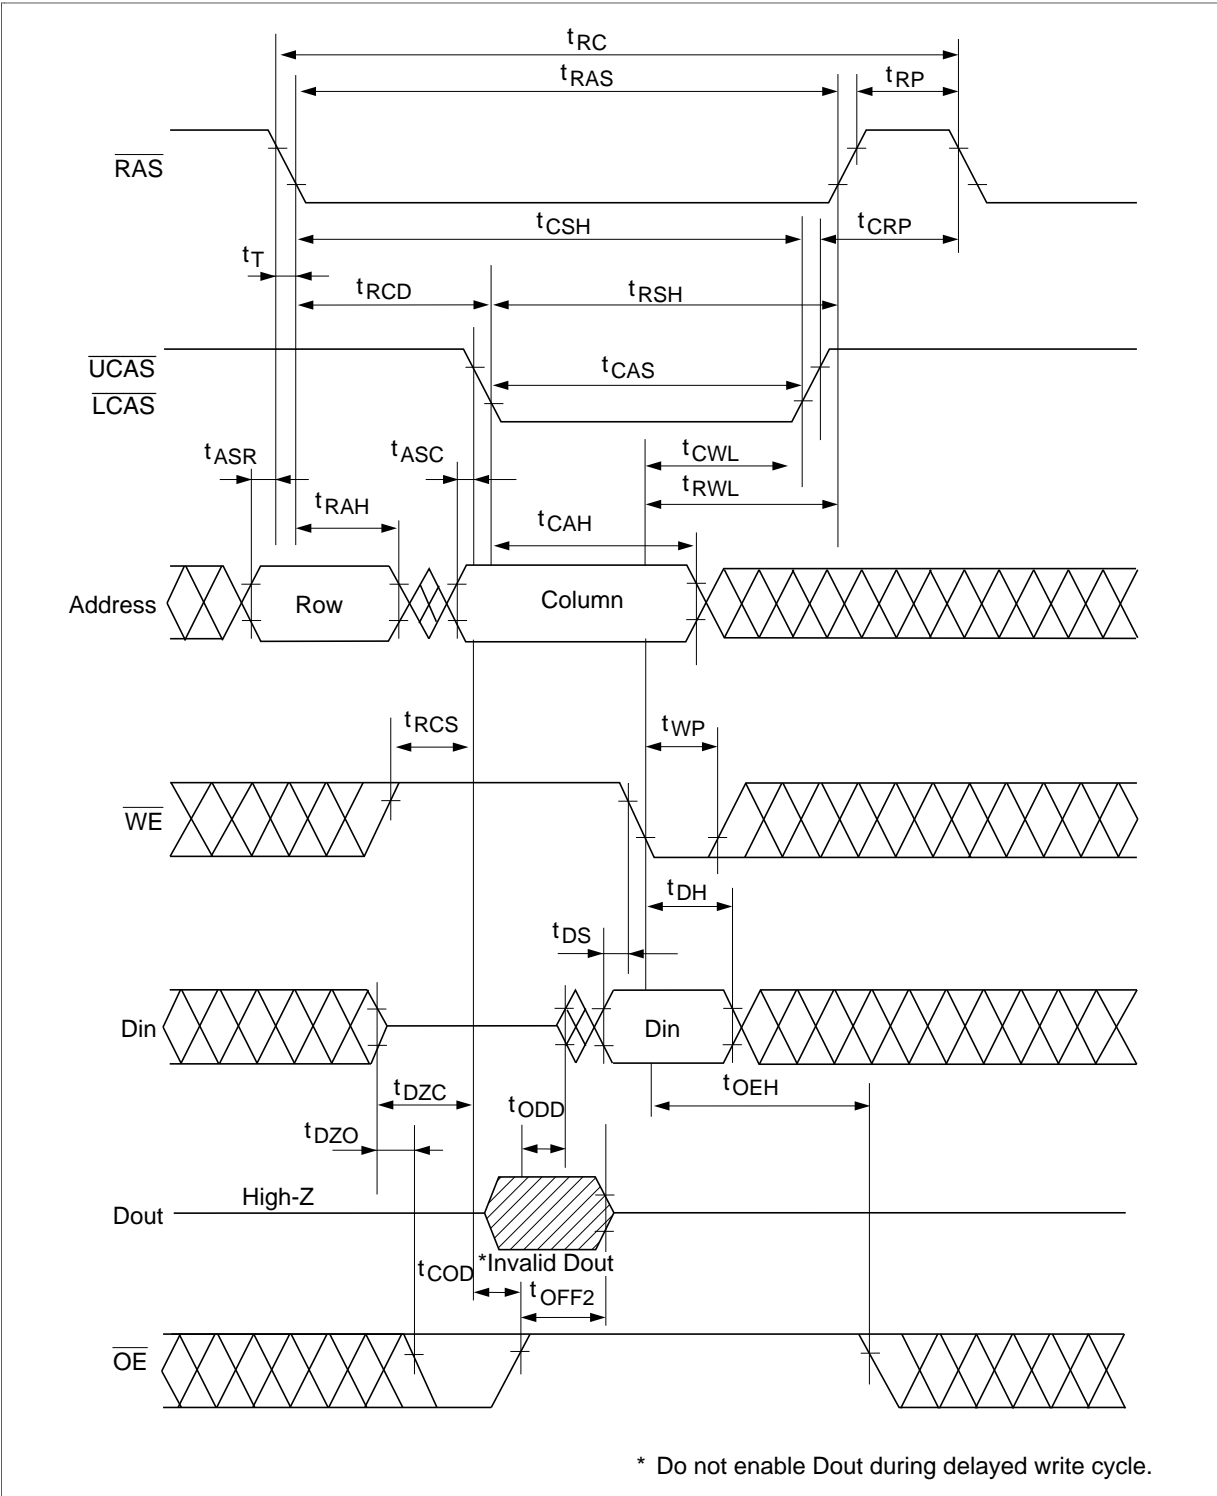 tRC
tRAS
tRP
RAS
tCSH
tCRP
tT
tRCD
tRSH
UCAS
tCAS
LCAS
tASR
tASC
tCWL
tRWL
tRAH
tCAH
Address
Row
Column
tRCS
tWP
WE
tDH
tDS
Din
Din
tDZC
tODD
tOEH
tDZO
High-Z
Dout
*Invalid Dout
tCOD
tOFF2
OE
* Do not enable Dout during delayed write cycle.